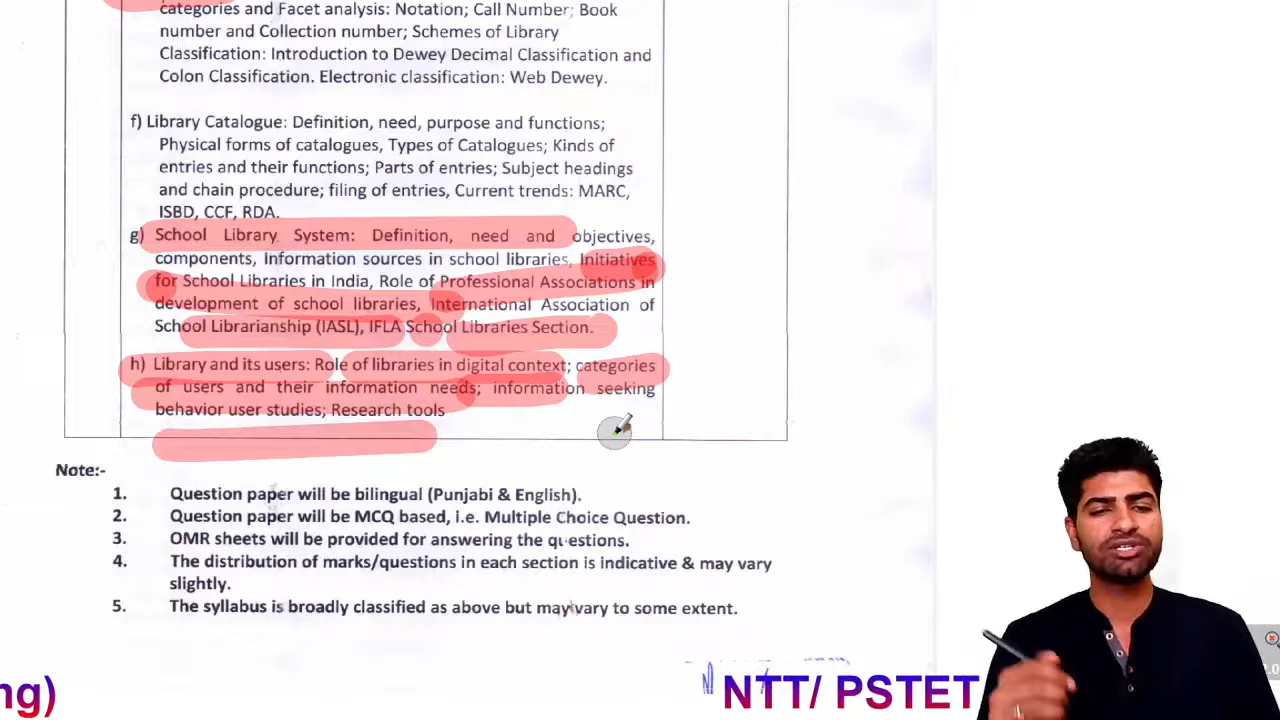 categories and Facet analysis: Notation; Call Number; Book
number and Collection number; Schemes of Library
Classification: Introduction to Dewey Decimal Classification and
Colon Classification. Electronic classification: Web Dewey.
f) Library Catalogue: Definition, need, purpose and functions;
Physical forms of catalogues, Types of Catalogues; Kinds of
entries and their functions; Parts of entries; Subject headings
and chain procedure; filing of entries, Current trends: MARC,
ISBD, CCF, RDA.
g) School Library System: Definition, need and objectives,
components, Information sources in school libraries, Initiatives
for School Libraries in India, Role of Professional Associations in
development of school libraries, International Association of
School Librarianship (IASL), IFLA School Libraries Section.
h) Library and its users: Role of libraries in digital context; categories
of users and their information needs; information seeking
behavior user studies; Research tools
Note:-
1. Question paper will be bilingual (Punjabi & English).
2. Question paper will be MCQ based, i.e. Multiple Choice Question.
3. OMR sheets will be provided for answering the questions.
4. The distribution of marks/questions in each section is indicative & may vary
slightly.
5. The syllabus is broadly classified as above but may vary to some extent.
ng) NTT/ PSTET